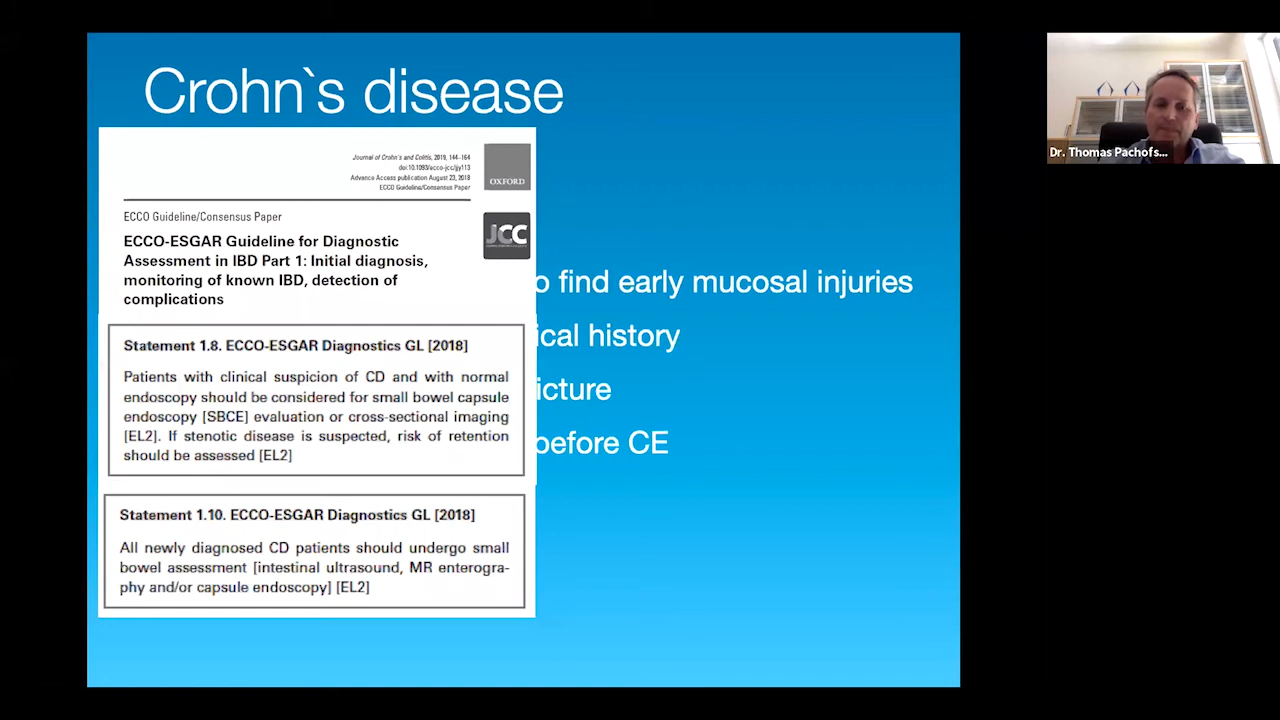 Crohn`s disease
Journal of Crohn's and Colitis, 2019, 144–164
doi:10.1093/ecco-jcc/jjy113
Advance Access publication August 23, 2018
ECCO Guideline/Consensus Paper
OXFORD
ECCO Guideline/Consensus Paper
JCC
ECCO-ESGAR Guideline for Diagnostic
Assessment in IBD Part 1: Initial diagnosis,
monitoring of known IBD, detection of
complications
Statement 1.8. ECCO-ESGAR Diagnostics GL [2018]
Patients with clinical suspicion of CD and with normal
endoscopy should be considered for small bowel capsule
endoscopy [SBCE] evaluation or cross-sectional imaging
[EL2]. If stenotic disease is suspected, risk of retention
should be assessed [EL2]
Statement 1.10. ECCO-ESGAR Diagnostics GL [2018]
All newly diagnosed CD patients should undergo small
bowel assessment [intestinal ultrasound, MR enterogra-
phy and/or capsule endoscopy] [EL2]
o find early mucosal injuries
ical history
icture
before CE
Dr. Thomas Pachofs...